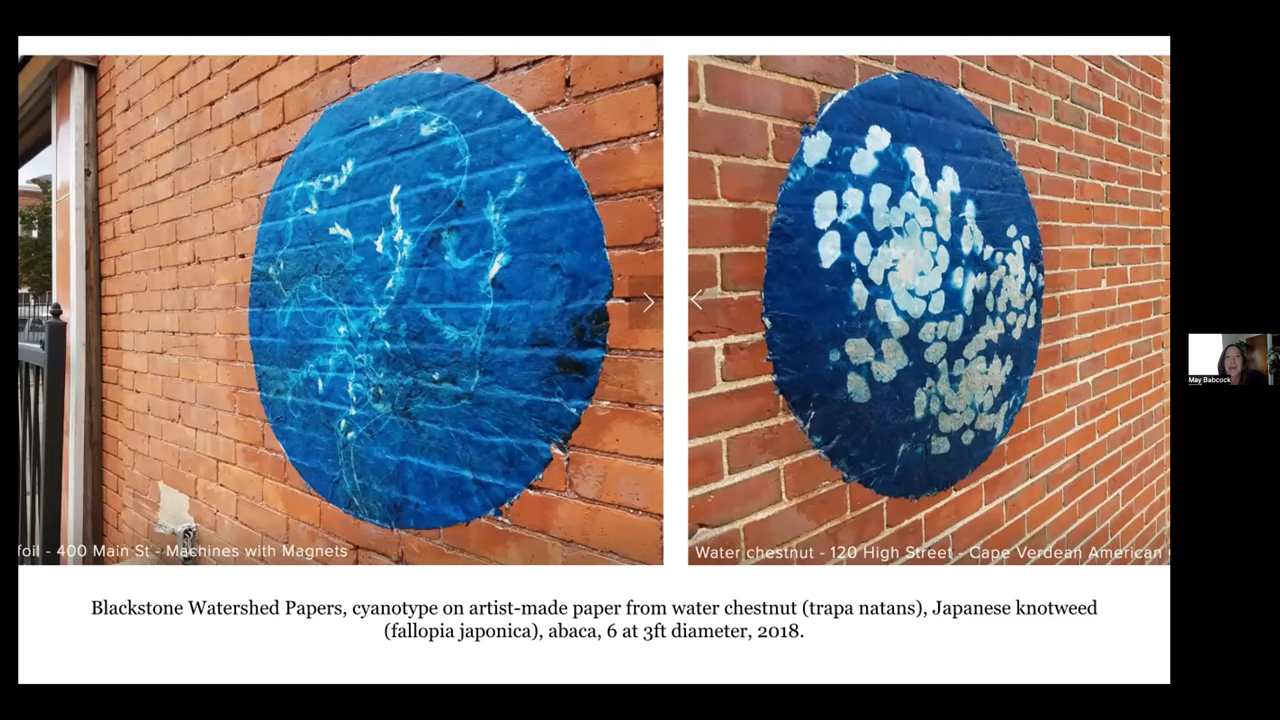 foil - 400 Main St - Machines with Magnets
Water chestnut - 120 High Street - Cape Verdean American
Blackstone Watershed Papers, cyanotype on artist-made paper from water chestnut (trapa natans), Japanese knotweed
(fallopia japonica), abaca, 6 at 3ft diameter, 2018.
May Babcock